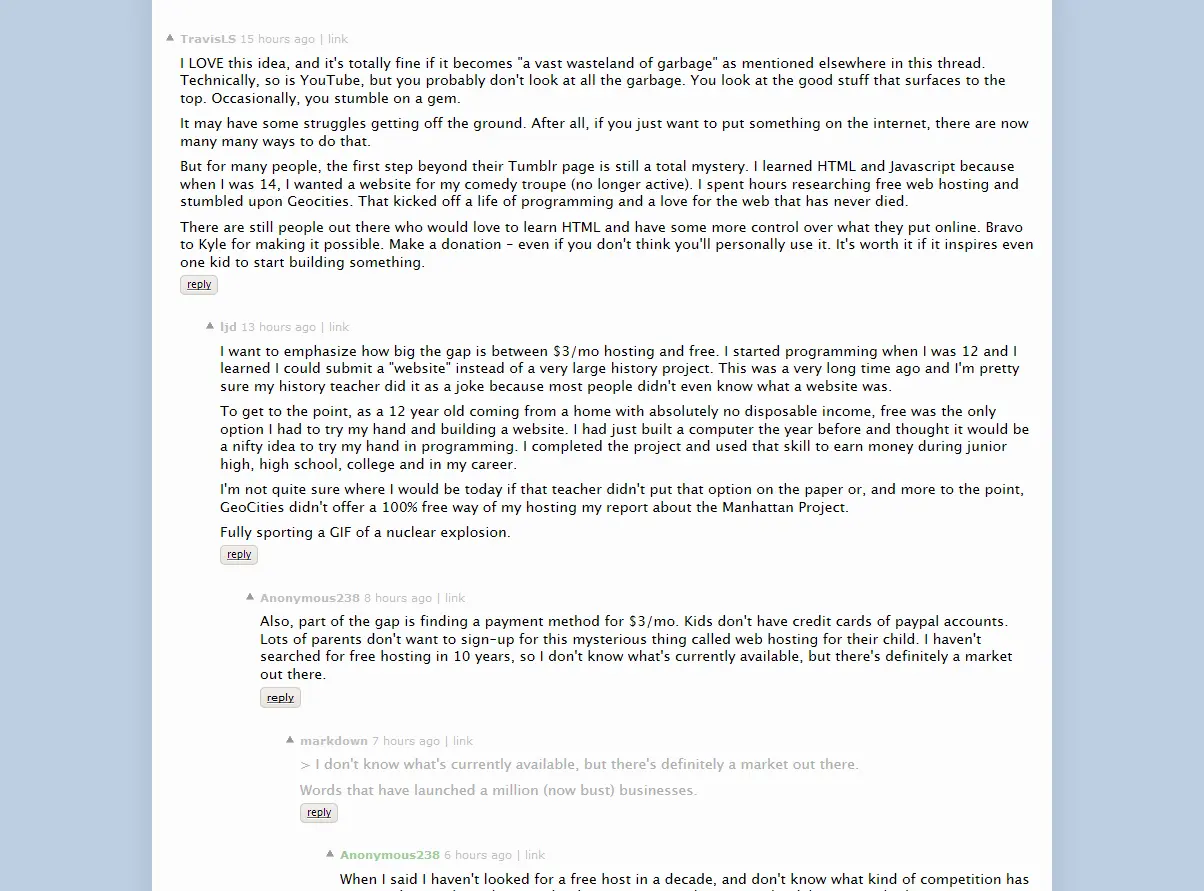 TravisLS 15 hours ago | link
I LOVE this idea, and it's totally fine if it becomes "a vast wasteland of garbage" as mentioned elsewhere in this thread.
Technically, so is YouTube, but you probably don't look at all the garbage. You look at the good stuff that surfaces to the
top. Occasionally, you stumble on a gem.
It may have some struggles getting off the ground. After all, if you just want to put something on the internet, there are now
many many ways to do that.
But for many people, the first step beyond their Tumblr page is still a total mystery. I learned HTML and Javascript because
when I was 14, I wanted a website for my comedy troupe (no longer active). I spent hours researching free web hosting and
stumbled upon Geocities. That kicked off a life of programming and a love for the web that has never died.
There are still people out there who would love to learn HTML and have some more control over what they put online. Bravo
to Kyle for making it possible. Make a donation – even if you don't think you'll personally use it. It's worth it if it inspires even
one kid to start building something.
reply
ljd 13 hours ago | link
I want to emphasize how big the gap is between $3/mo hosting and free. I started programming when I was 12 and I
learned I could submit a "website" instead of a very large history project. This was a very long time ago and I'm pretty
sure my history teacher did it as a joke because most people didn't even know what a website was.
To get to the point, as a 12 year old coming from a home with absolutely no disposable income, free was the only
option I had to try my hand and building a website. I had just built a computer the year before and thought it would be
a nifty idea to try my hand in programming. I completed the project and used that skill to earn money during junior
high, high school, college and in my career.
I'm not quite sure where I would be today if that teacher didn't put that option on the paper or, and more to the point,
GeoCities didn't offer a 100% free way of my hosting my report about the Manhattan Project.
Fully sporting a GIF of a nuclear explosion.
reply
Anonymous238 8 hours ago | link
Also, part of the gap is finding a payment method for $3/mo. Kids don't have credit cards of paypal accounts.
Lots of parents don't want to sign-up for this mysterious thing called web hosting for their child. I haven't
searched for free hosting in 10 years, so I don't know what's currently available, but there's definitely a market
out there.
reply
markdown 7 hours ago | link
> I don't know what's currently available, but there's definitely a market out there.
Words that have launched a million (now bust) businesses.
reply
Anonymous238 6 hours ago | link
When I said I haven't looked for a free host in a decade, and don't know what kind of competition has